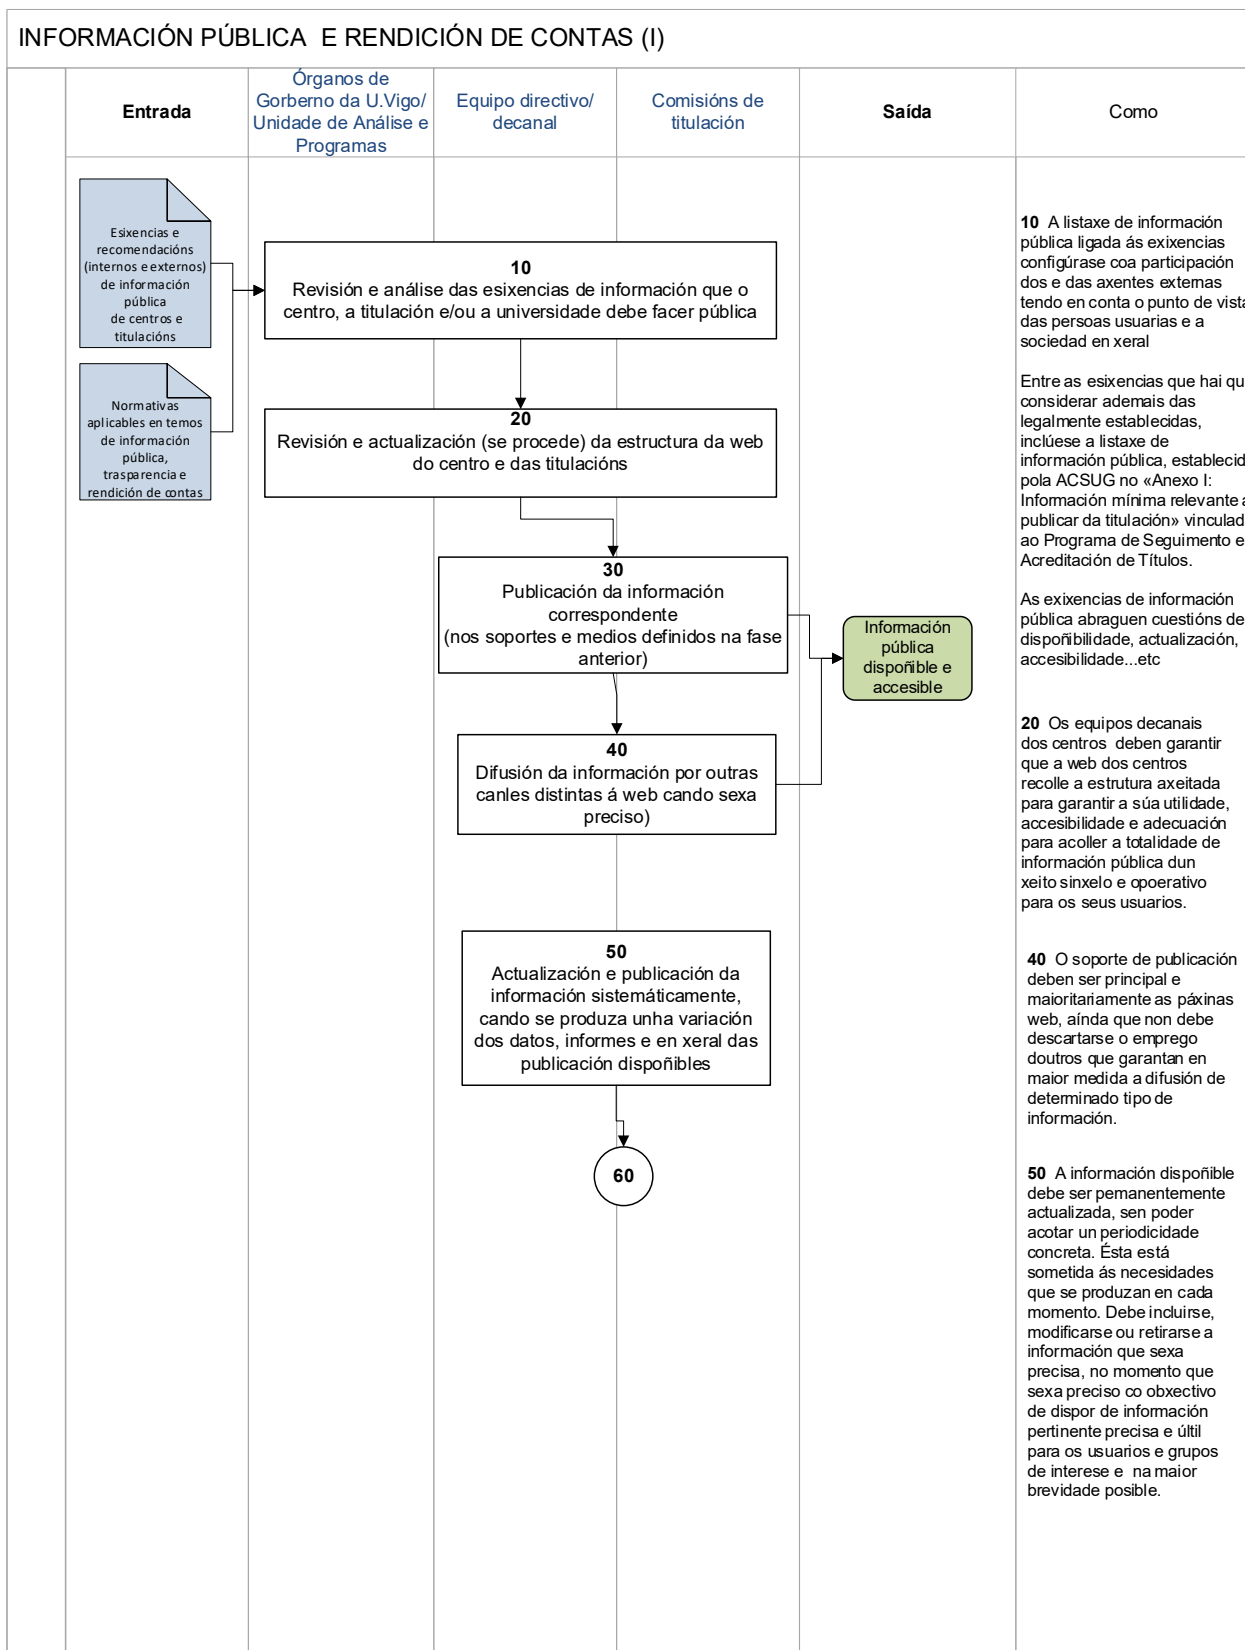 INFORMACIÓN PÚBLICA E RENDICIÓN DE CONTAS (I)
Entrada
Órganos de
Gorberno da U.Vigo/
Unidade de Análise e
Programas
Equipo directivo/
decanal
Comisións de
titulación
Saída
Como
Esixencias e
recomendacións
(internos e externos)
de información
pública
de centros e
titulacións
Normativas
aplicables en temos
de información
pública,
trasparencia e
rendición de contas
10
Revisión e análise das esixencias de información que o
centro, a titulación e/ou a universidade debe facer pública
20
Revisión e actualización (se procede) da estructura da web
do centro e das titulacións
30
Publicación da información
correspondente
(nos soportes e medios definidos na fase
anterior)
40
Difusión da información por outras
canles distintas á web cando sexa
preciso)
Información
pública
dispoñible e
accesible
50
Actualización e publicación da
información sistemáticamente,
cando se produza unha variación
dos datos, informes e en xeral das
publicación dispoñibles
60
10 A listaxe de información
pública ligada ás exixencias
configúrase coa participación
dos e das axentes externas
tendo en conta o punto de vista
das persoas usuarias e a
sociedad en xeral
Entre as esixencias que hai qu
considerar ademais das
legalmente establecidas,
inclúese a listaxe de
información pública, establecid
pola ACSUG no «Anexo I:
Información mínima relevante a
publicar da titulación» vinculad
ao Programa de Seguimento e
Acreditación de Títulos.
As exixencias de información
pública abraguen cuestións de
dispoñibilidade, actualización,
accesibilidade...etc
20 Os equipos decanais
dos centros deben garantir
que a web dos centros
recolle a estrutura axeitada
para garantir a súa utilidade,
accesibilidade e adecuación
para acoller a totalidade de
información pública dun
xeito sinxelo e opoerativo
para os seus usuarios.
40 O soporte de publicación
deben ser principal e
maioritariamente as páxinas
web, aínda que non debe
descartarse o emprego
doutros que garantan en
maior medida a difusión de
determinado tipo de
información.
50 A información dispoñible
debe ser pemanentemente
actualizada, sen poder
acotar un periodicidade
concreta. Ésta está
sometida ás necesidades
que se produzan en cada
momento. Debe incluirse,
modificarse ou retirarse a
información que sexa
precisa, no momento que
sexa preciso co obxectivo
de dispor de información
pertinente precisa e últil
para os usuarios e grupos
de interese e na maior
brevidade posible.